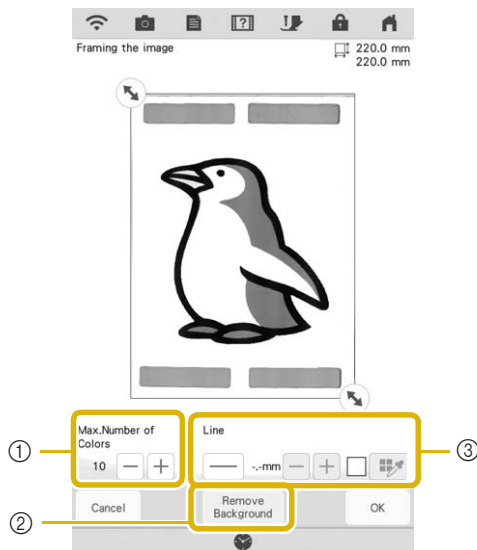 Framing the image
220.0 mm
220.0 mm
Max.Number of
Colors
Line
①
10
-.-mm
③
Cancel
Remove
Background
OK
②